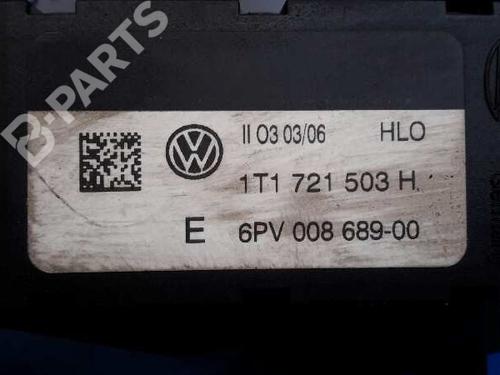 B-PARTS
II 03 03/06 HLO
1T1 721 503 H
E 6PV 008 689-00